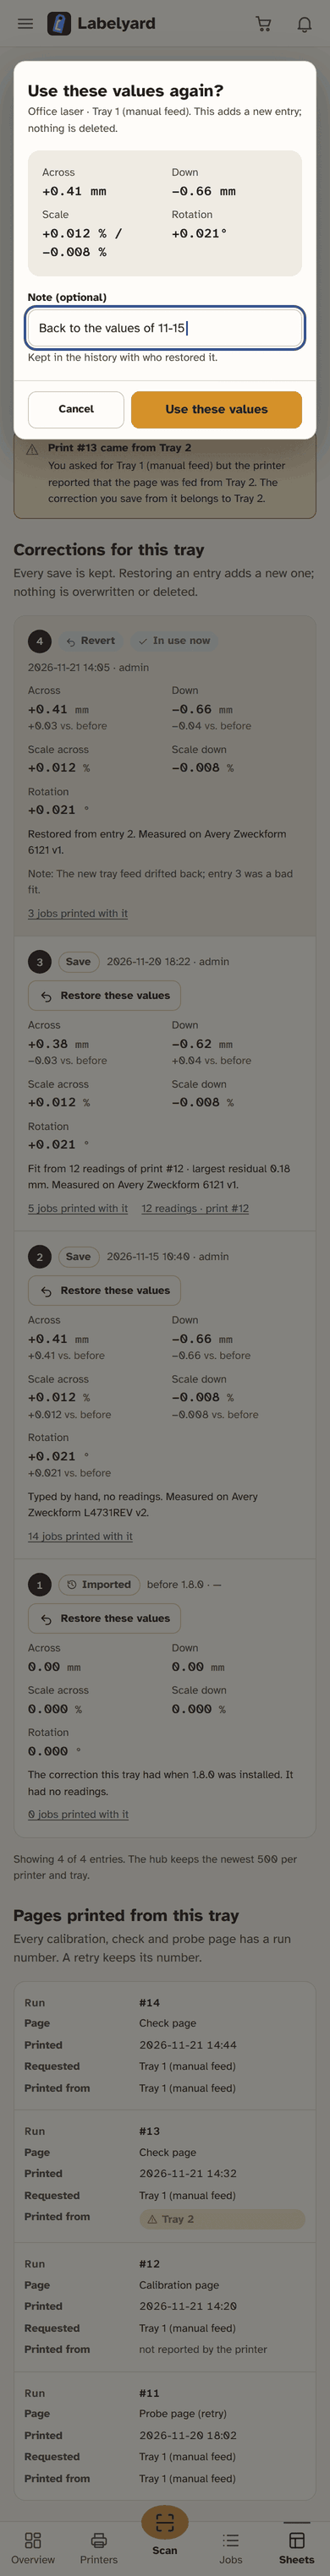 Labelyard
Use these values again?
Office laser · Tray 1 (manual feed). This adds a new entry;
nothing is deleted.
Across
Down
+0.41 mm
−0.66 mm
Scale
Rotation
+0.012 % /
−0.008 %
+0.021°
Note (optional)
Back to the values of 11-15
Kept in the history with who restored it.
Cancel
Use these values
Print #13 came from Tray 2
You asked for Tray 1 (manual feed) but the printer
reported that the page was fed from Tray 2. The
correction you save from it belongs to Tray 2.
Corrections for this tray
Every save is kept. Restoring an entry adds a new one;
nothing is overwritten or deleted.
4 Revert In use now
2026-11-21 14:05 · admin
Across
Down
+0.41 mm
−0.66 mm
+0.03 vs. before
−0.04 vs. before
Scale across
Scale down
+0.012 %
−0.008 %
Rotation
+0.021 °
Restored from entry 2. Measured on Avery Zweckform
6121 v1.
Note: The new tray feed drifted back; entry 3 was a bad
fit.
3 jobs printed with it
3 Save 2026-11-20 18:22 · admin
Restore these values
Across
Down
+0.38 mm
−0.62 mm
−0.03 vs. before
+0.04 vs. before
Scale across
Scale down
+0.012 %
−0.008 %
Rotation
+0.021 °
Fit from 12 readings of print #12 · largest residual 0.18
mm. Measured on Avery Zweckform 6121 v1.
5 jobs printed with it 12 readings · print #12
2 Save 2026-11-15 10:40 · admin
Restore these values
Across
Down
+0.41 mm
−0.66 mm
+0.41 vs. before
−0.66 vs. before
Scale across
Scale down
+0.012 %
−0.008 %
+0.012 vs. before
−0.008 vs. before
Rotation
+0.021 °
+0.021 vs. before
Typed by hand, no readings. Measured on Avery
Zweckform L4731REV v2.
14 jobs printed with it
1 Imported before 1.8.0 · —
Restore these values
Across
Down
0.00 mm
0.00 mm
Scale across
Scale down
0.000 %
0.000 %
Rotation
0.000 °
The correction this tray had when 1.8.0 was installed. It
had no readings.
0 jobs printed with it
Showing 4 of 4 entries. The hub keeps the newest 500 per
printer and tray.
Pages printed from this tray
Every calibration, check and probe page has a run
number. A retry keeps its number.
Run #14
Page Check page
Printed 2026-11-21 14:44
Requested Tray 1 (manual feed)
Printed from Tray 1 (manual feed)
Run #13
Page Check page
Printed 2026-11-21 14:32
Requested Tray 1 (manual feed)
Printed from Tray 2
Run #12
Page Calibration page
Printed 2026-11-21 14:20
Requested Tray 1 (manual feed)
Printed from not reported by the printer
Run #11
Page Probe page (retry)
Printed 2026-11-20 18:02
Requested Tray 1 (manual feed)
Printed from Tray 1 (manual feed)
Overview
Printers
Scan
Jobs
Sheets